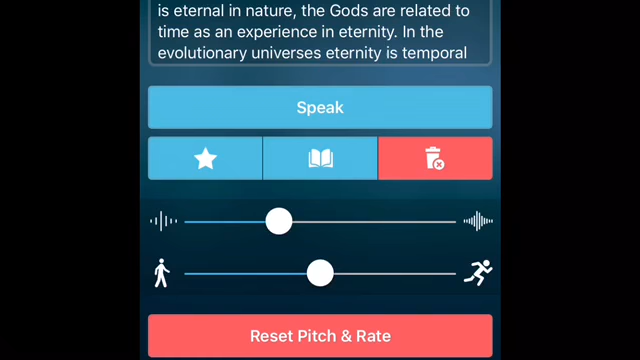 is eternal in nature, the Gods are related to
time as an experience in eternity. In the
evolutionary universes eternity is temporal
Speak
Reset Pitch & Rate